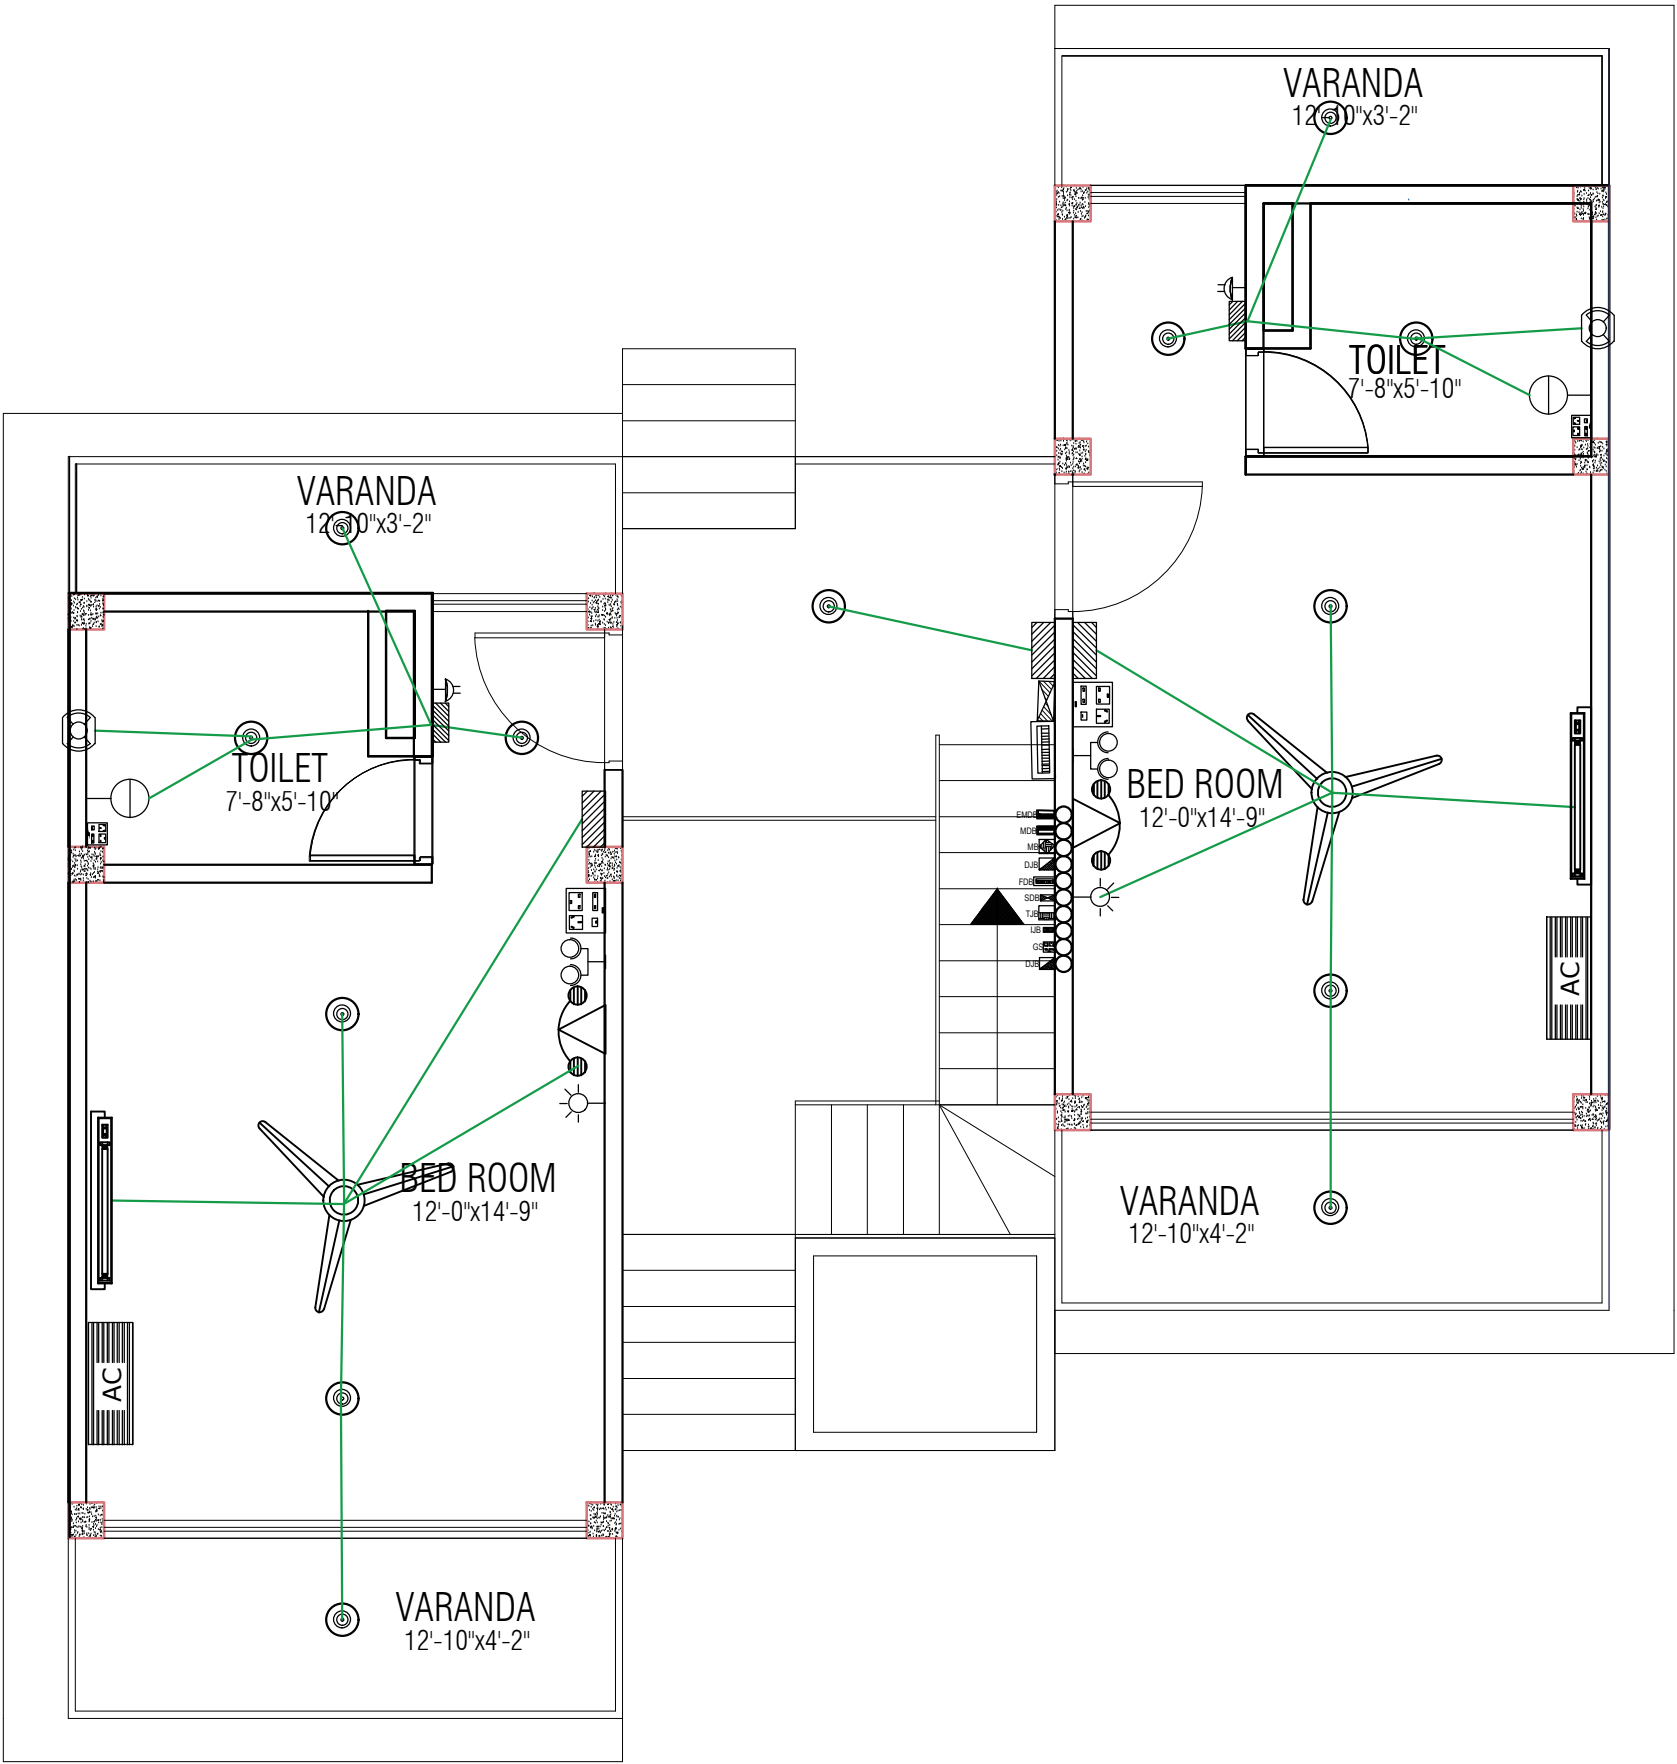 VARANDA
12'-10"x3'-2"
TOILET
7'-8"x5'-10"
VARANDA
12'-10"x3'-2"
TOILET
7'-8"x5'-10"
BED ROOM
12'-0"x14'-9"
EMDB
MDB
MB
DJB
FDB
SDB
TJB
IJB
GS
DJB
AC
BED ROOM
12'-0"x14'-9"
VARANDA
12'-10"x4'-2"
AC
VARANDA
12'-10"x4'-2"